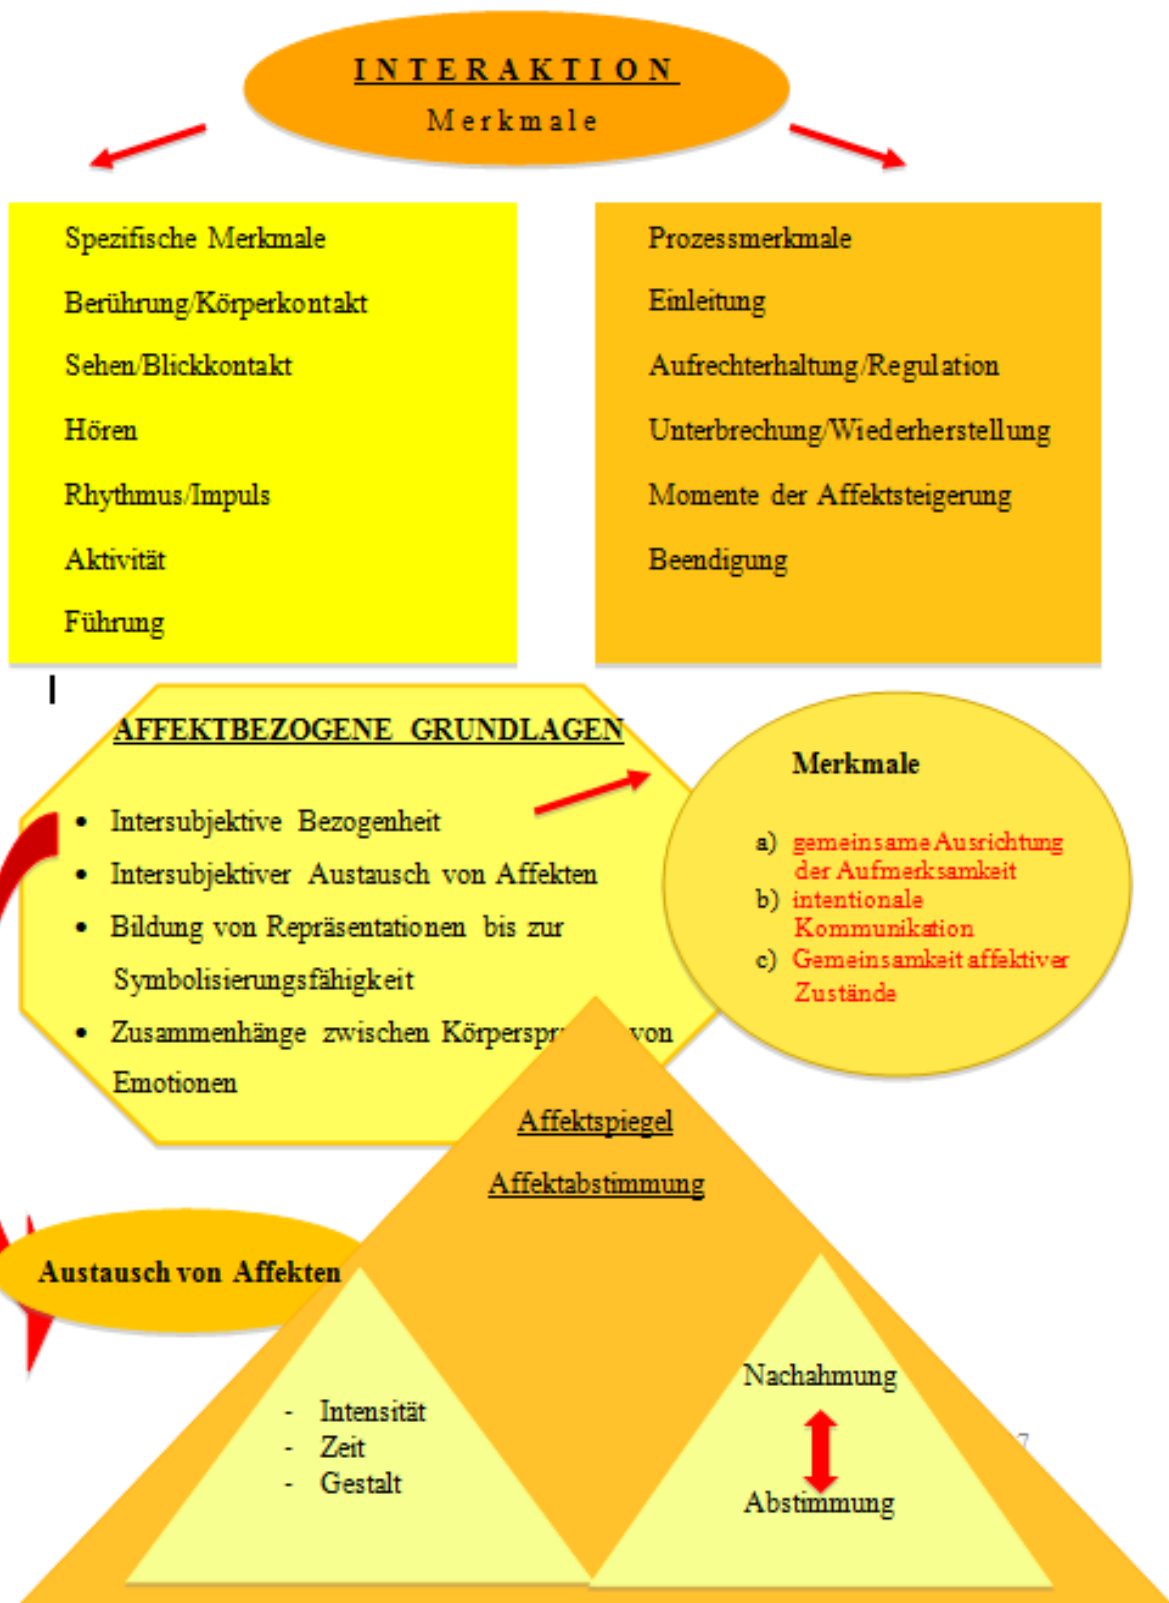 INTERAKTION
Merkmale
Spezifische Merkmale
Berührung/Körperkontakt
Sehen/Blickkontakt
Hören
Rhythmus/Impuls
Aktivität
Führung
Prozessmerkmale
Einleitung
Aufrechterhaltung/Regulation
Unterbrechung/Wiederherstellung
Momente der Affektsteigerung
Beendigung
AFFEKTBEZOGENE GRUNDLAGEN
• Intersubjektive Bezogenheit
• Intersubjektiver Austausch von Affekten
• Bildung von Repräsentationen bis zur
Symbolisierungsfähigkeit
• Zusammenhänge zwischen von
Emotionen
Merkmale
a) gemeinsame Ausrichtung
der Aufmerksamkeit
b) intentionale
Kommunikation
c) Gemeinsamkeit affektiver
Zustände
Affektspiegel
Affektabstimmung
Austausch von Affekten
- Intensität
- Zeit
- Gestalt
Nachahmung
Abstimmung
7